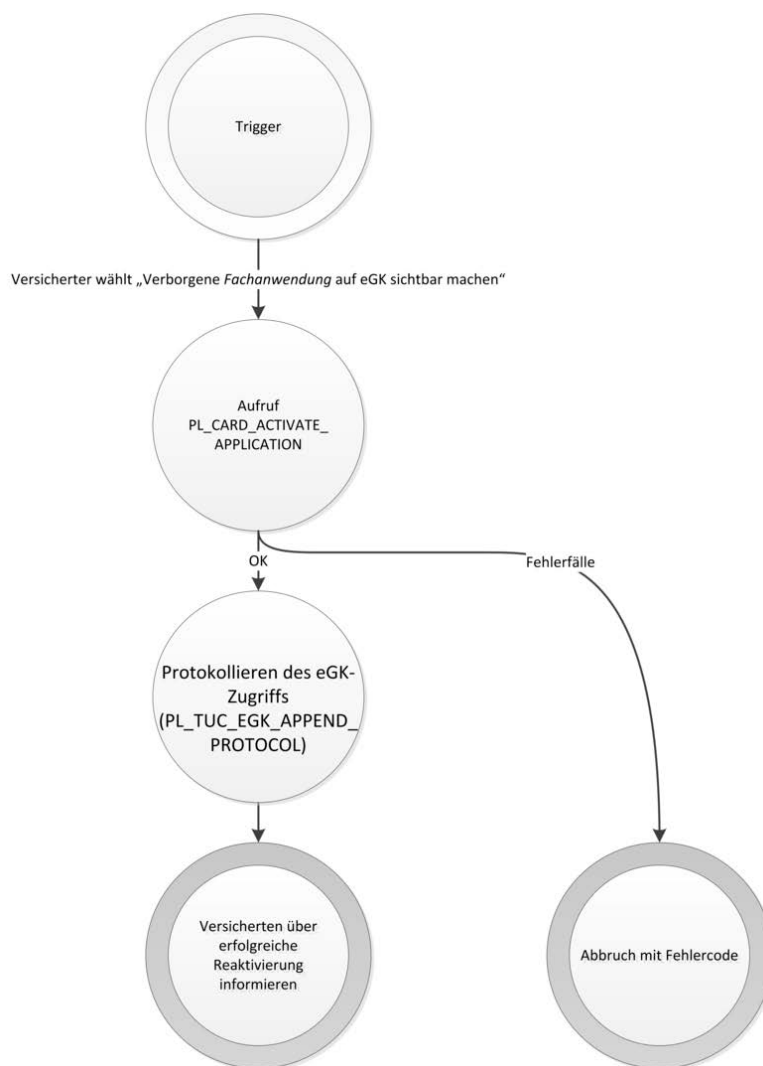 Trigger
Versicherter wählt „Verborgene Fachanwendung auf eGK sichtbar machen“
Aufruf
PL_CARD_ACTIVATE_
APPLICATION
OK
Fehlerfälle
Protokollieren des eGK-
Zugriffs
(PL_TUC_EGK_APPEND_
PROTOCOL)
Versicherten über
erfolgreiche
Reaktivierung
informieren
Abbruch mit Fehlercode